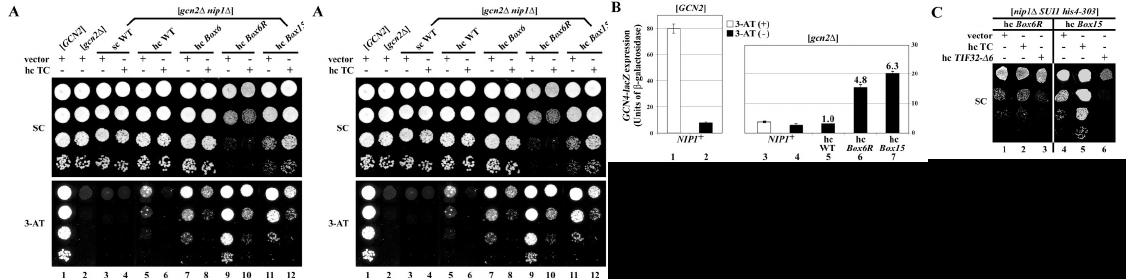 A
[gcn2Δ nip1Δ]
[GCN2]
[gcn2Δ]
sc WT
hc WT
hc Box6
hc Box6R
hc Box15
vector + + + + + + +
hc TC + + + + +
SC
3-AT
1 2 3 4 5 6 7 8 9 10 11 12
A
[gcn2Δ nip1Δ]
[GCN2]
[gcn2Δ]
sc WT
hc WT
hc Box6
hc Box6R
hc Box15
vector + + + + + + +
hc TC + + + + +
SC
3-AT
1 2 3 4 5 6 7 8 9 10 11 12
B
[GCN2]
3-AT (+)
3-AT (-)
[gcn2Δ]
GCN4-lacZ expression
(Units of β-galactosidase)
80
60
40
20
0
30
20
10
0
1.0
4.8
6.3
NIP1+
NIP1+
hc WT
hc Box6R
hc Box15
1 2 3 4 5 6 7
C
[nip1Δ SUI1 his4-303]
hc Box6R hc Box15
vector + +
hc TC + +
hc TIF32-Δ6 + +
SC
1 2 3 4 5 6